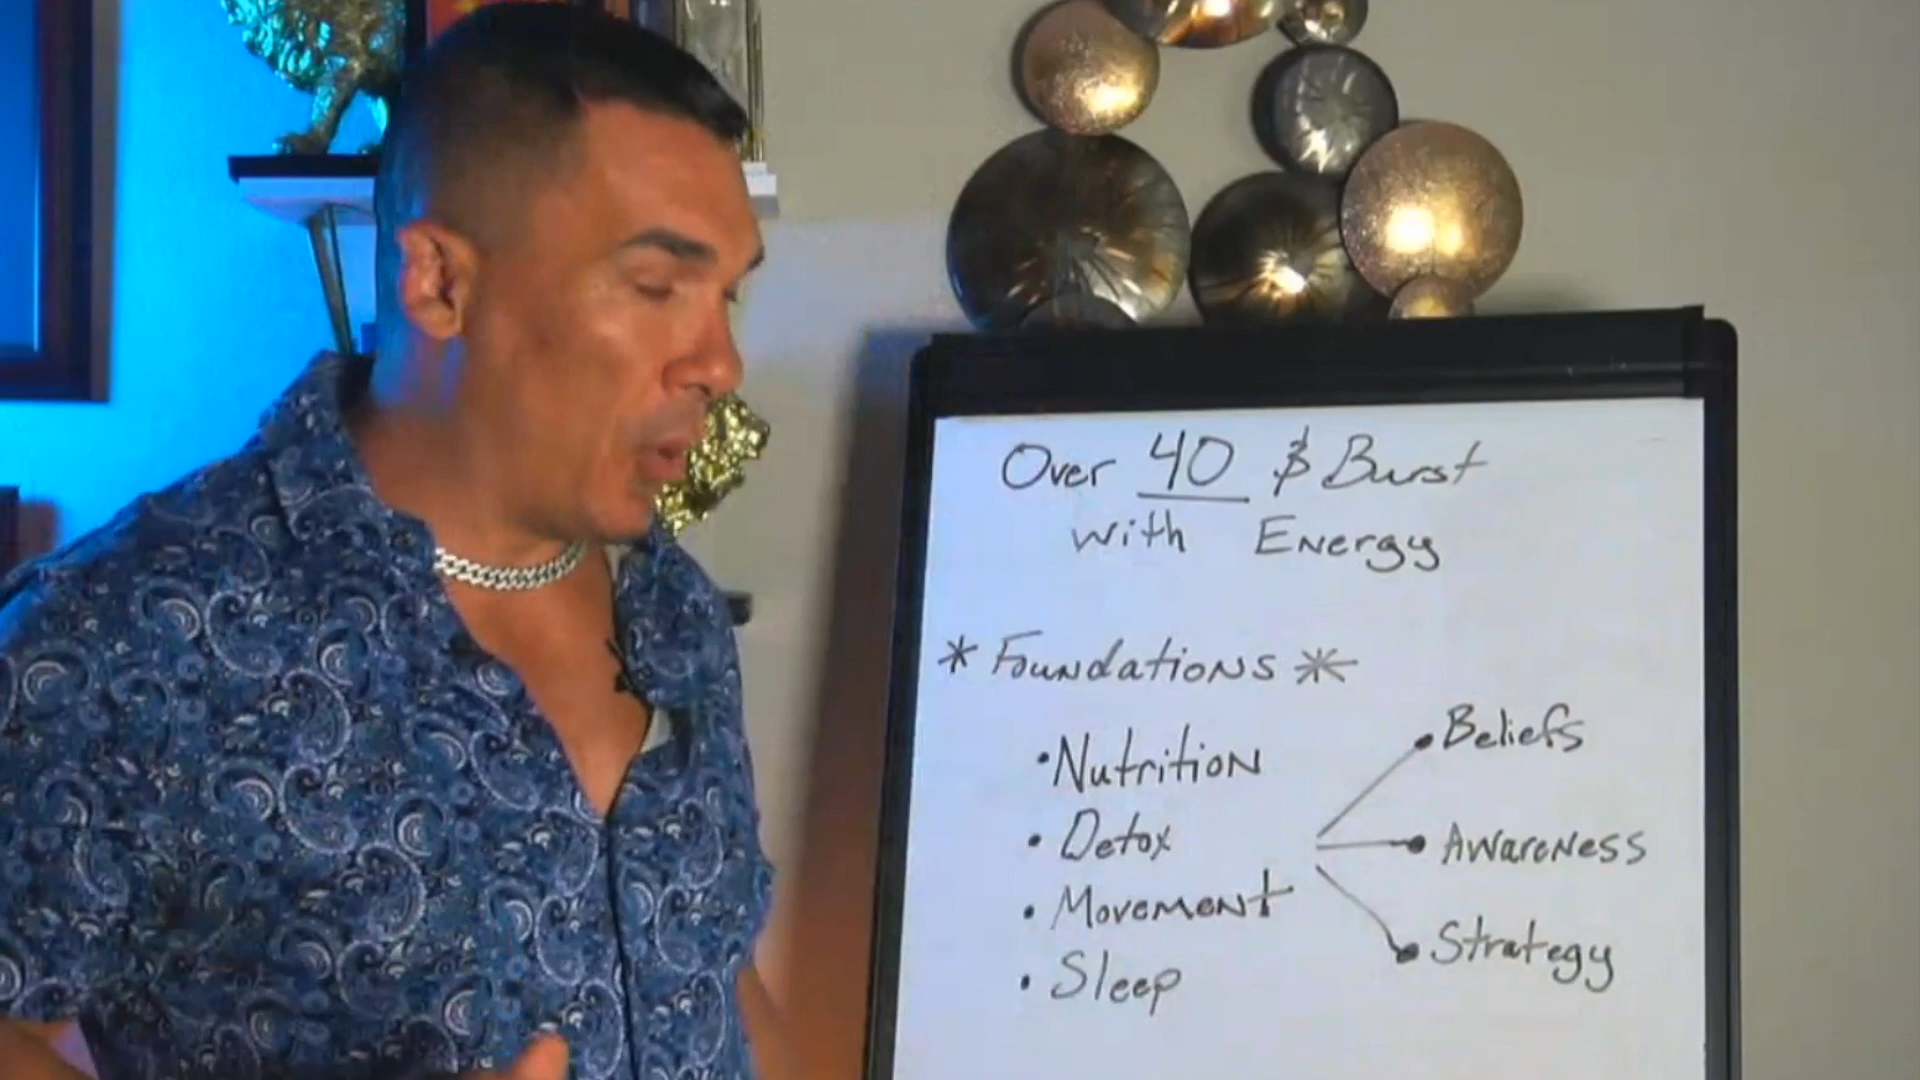 Over 40 & Burst
with Energy
* Foundations *
• Nutrition
• Detox
• Movement
• Sleep
• Beliefs
• Awareness
• Strategy